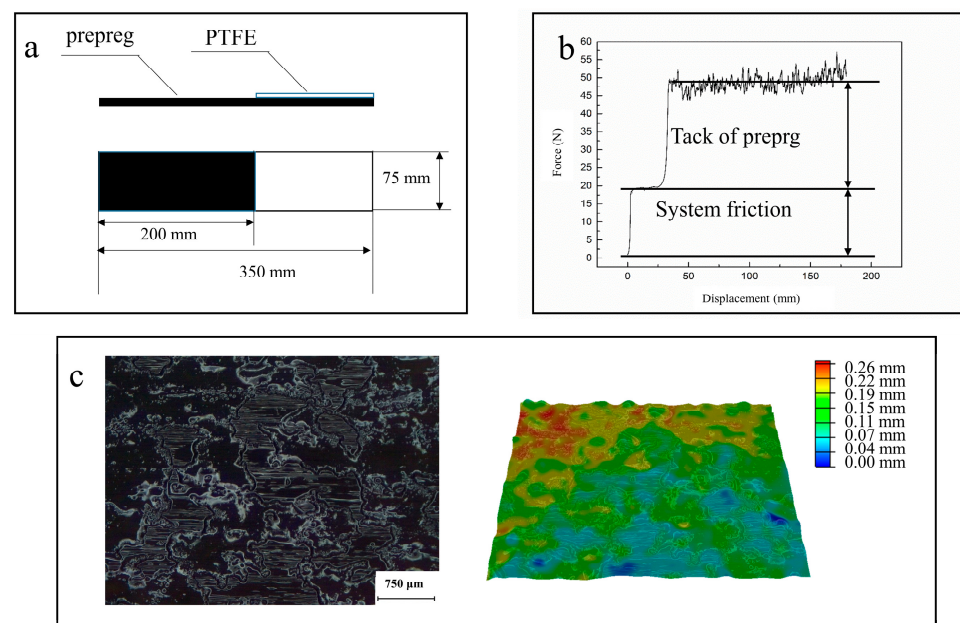 a
prepreg
PTFE
75 mm
200 mm
350 mm
b
Force (N)
60
55
50
45
40
35
30
25
20
15
10
5
0
Tack of preprg
System friction
0
50
100
150
200
Displacement (mm)
c
750 μm
0.26 mm
0.22 mm
0.19 mm
0.15 mm
0.11 mm
0.07 mm
0.04 mm
0.00 mm